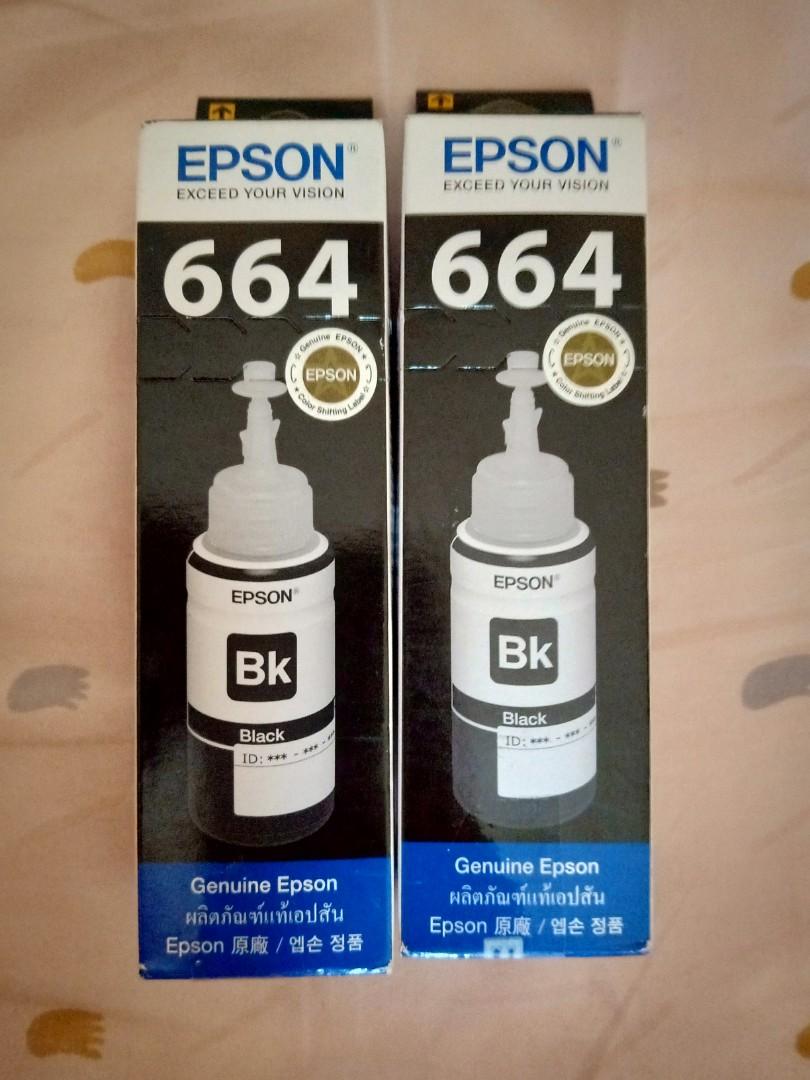 EPSON®
EXCEED YOUR VISION
664
Genuine EPSON
EPSON
Color Shifting Label
EPSON®
Bk
Black
ID: *** - *** - **
Genuine Epson
ผลิตภัณฑ์แท้เอปสัน
Epson 原廠 / 엡손 정품
EPSON®
EXCEED YOUR VISION
664
Genuine EPSON
EPSON
Color Shifting Label
EPSON®
Bk
Black
ID: *** - *** - **
Genuine Epson
ผลิตภัณฑ์แท้เอปสัน
Epson 原廠 / 엡손 정품